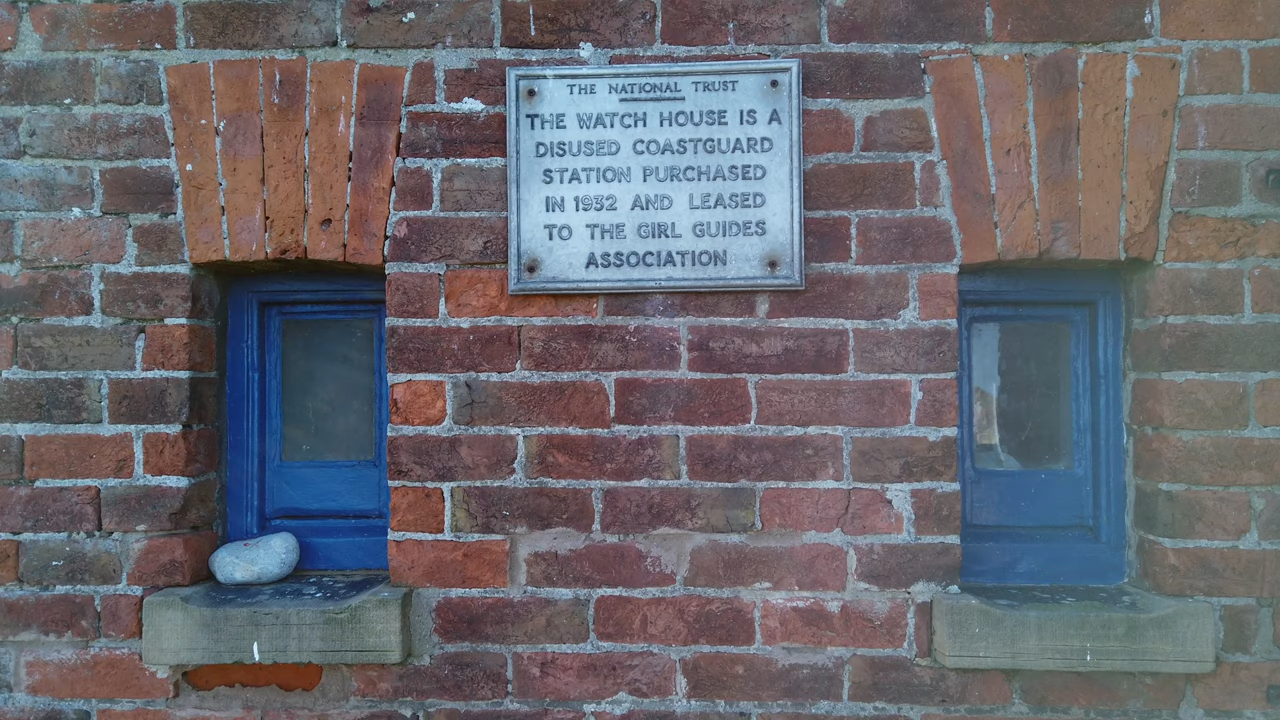 THE NATIONAL TRUST
THE WATCH HOUSE IS A
DISUSED COASTGUARD
STATION PURCHASED
IN 1932 AND LEASED
TO THE GIRL GUIDES
ASSOCIATION